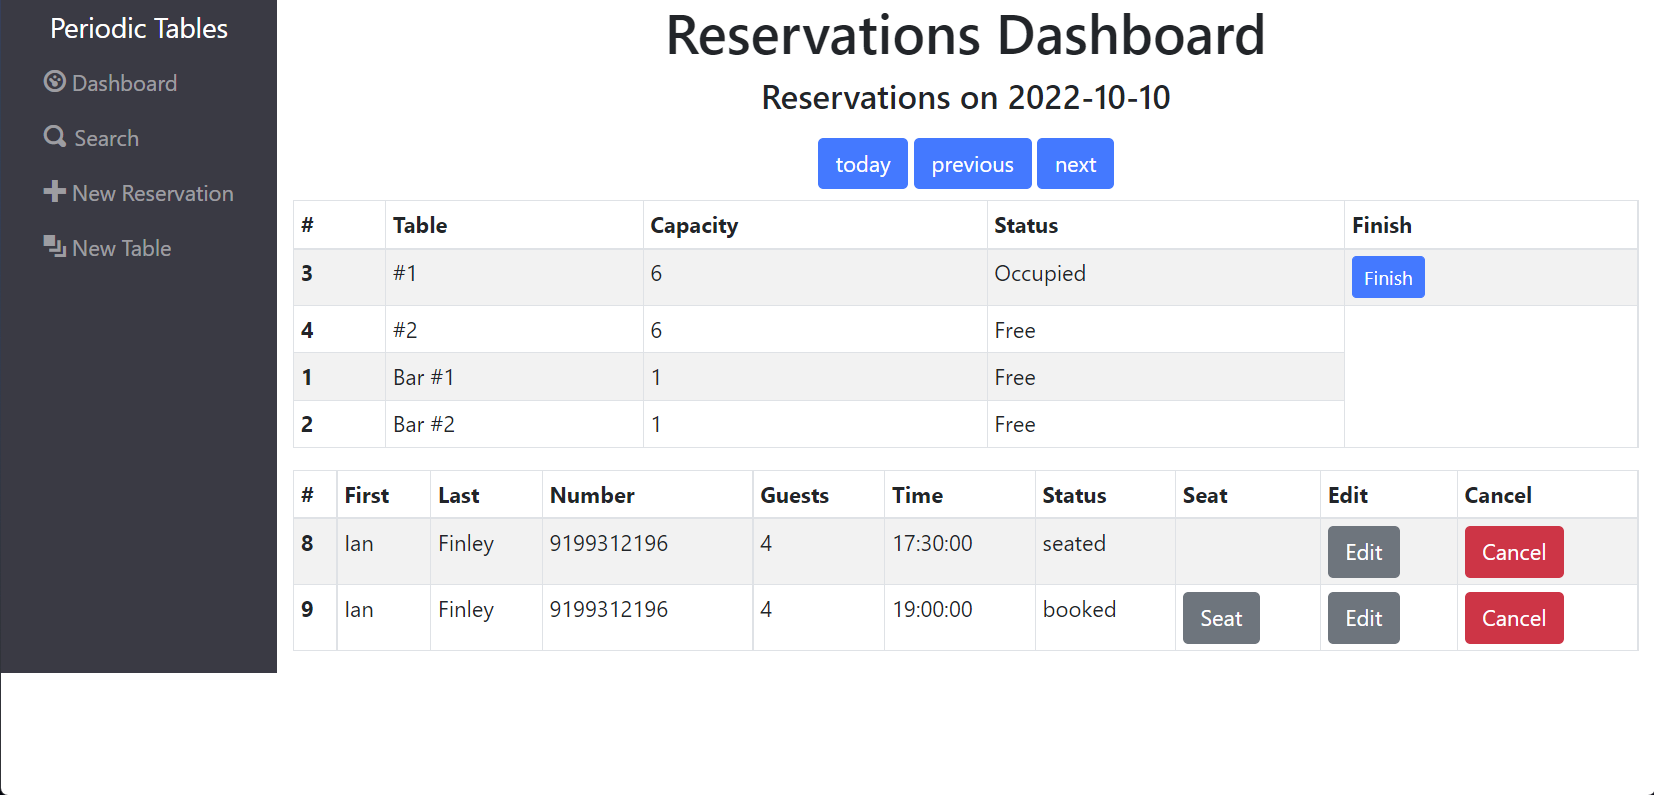 Periodic Tables
Dashboard
Search
New Reservation
New Table
Reservations Dashboard
Reservations on 2022-10-10
today previous next
# Table Capacity Status Finish
3 #1 6 Occupied Finish
4 #2 6 Free
1 Bar #1 1 Free
2 Bar #2 1 Free
# First Last Number Guests Time Status Seat Edit Cancel
8 Ian Finley 9199312196 4 17:30:00 seated Edit Cancel
9 Ian Finley 9199312196 4 19:00:00 booked Seat Edit Cancel